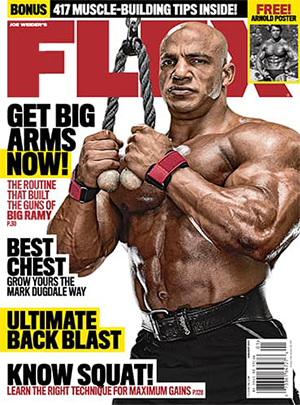 BONUS 417 MUSCLE-BUILDING TIPS INSIDE!
FREE!
ARNOLD POSTER
JOE WEIDER'S
FLEX
GET BIG
ARMS
NOW!
THE ROUTINE
THAT BUILT
THE GUNS OF
BIG RAMY
P.30
BEST
CHEST
GROW YOURS THE
MARK DUGDALE WAY
ULTIMATE
BACK BLAST
KNOW SQUAT!
LEARN THE RIGHT TECHNIQUE FOR MAXIMUM GAINS P.128